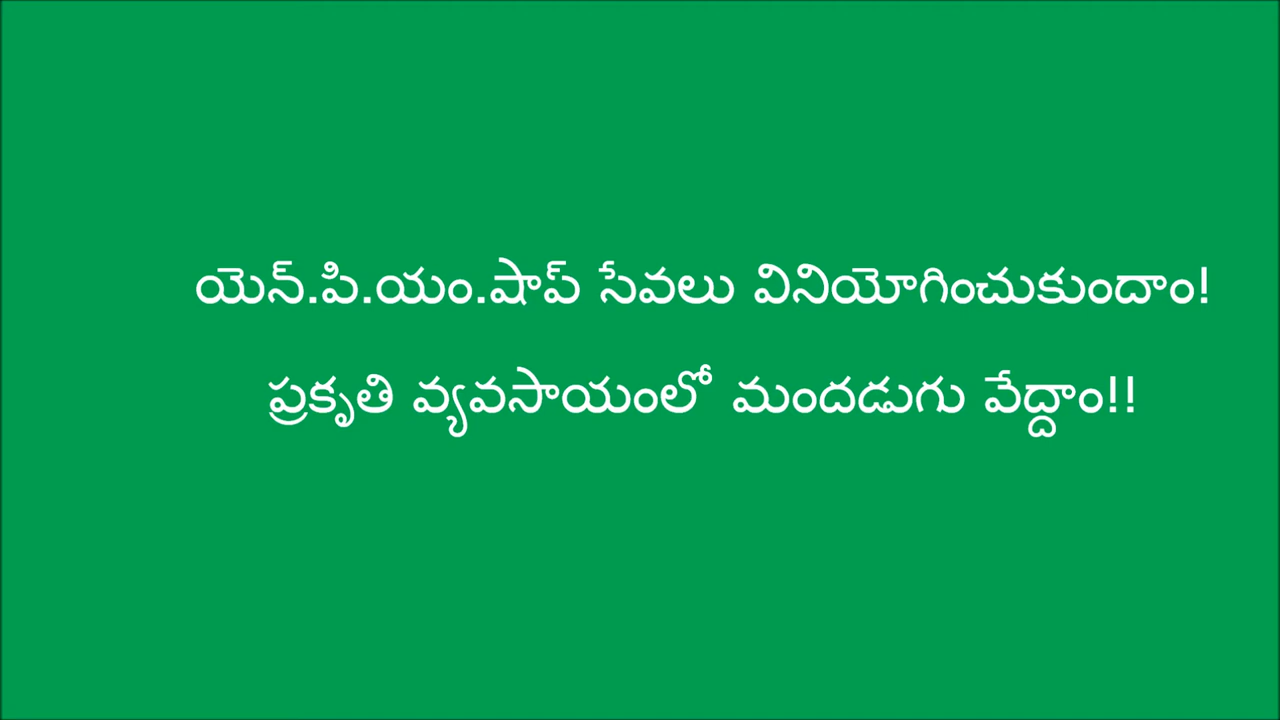 యెన్.పి.యం.షాప్ సేవలు వినియోగించుకుందాం!
ప్రకృతి వ్యవసాయంలో మందడుగు వేద్దాం!!